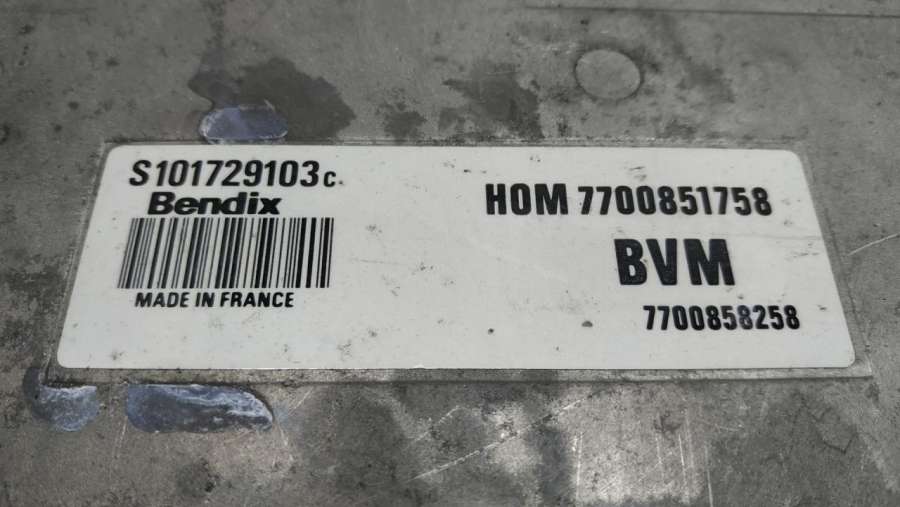 S101729103c.
Bendix
MADE IN FRANCE
HOM 7700851758
BVM
7700858258